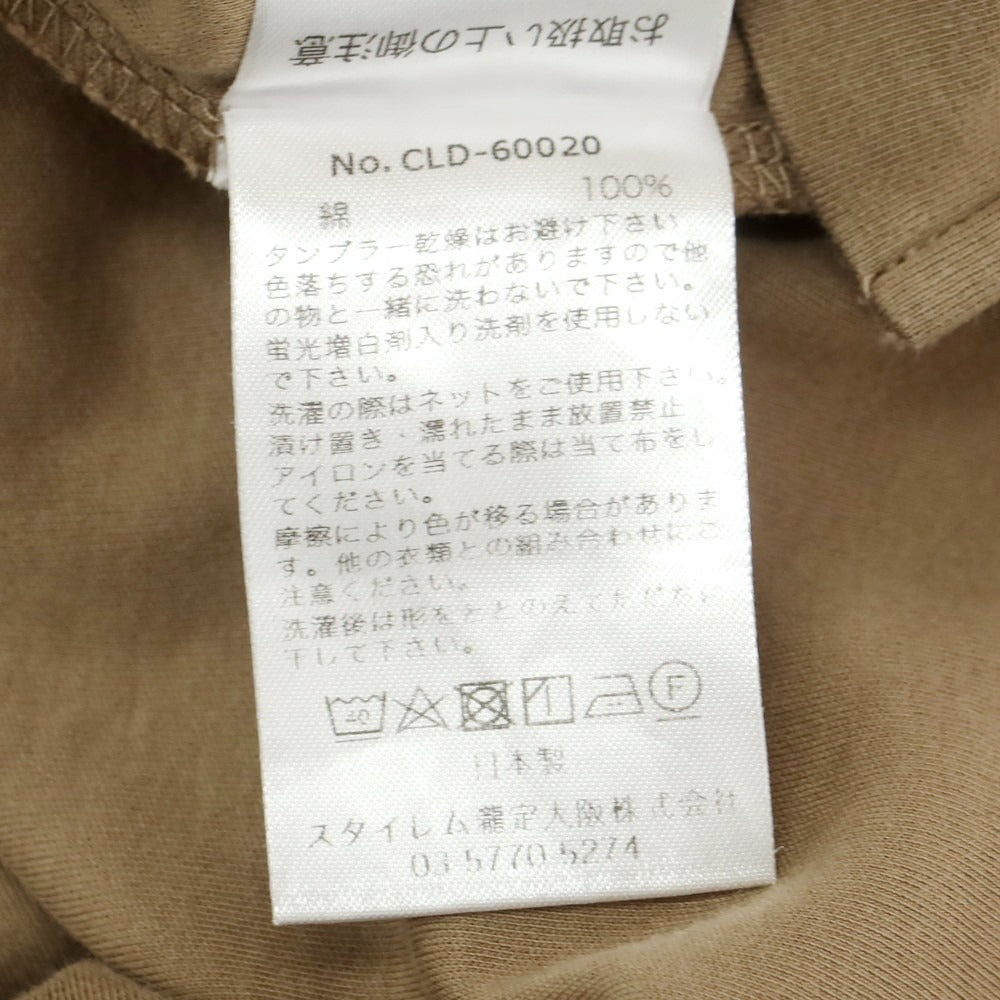 お取扱い上の御注意
No. CLD-60020
綿 100%
タンブラー乾燥はお避け下さい
色落ちする恐れがありますので他
の物と一緒に洗わないで下さい。
蛍光増白剤入り洗剤を使用しない
で下さい。
洗濯の際はネットをご使用下さい。
漬け置き・濡れたまま放置禁止
アイロンを当てる際は当て布をし
てください。
摩擦により色が移る場合がありま
す。他の衣類との組み合わせにご
注意ください。
洗濯後は形をととのえてただちに
干して下さい。
40
F
日本製
スタイレム瀧定大阪株式会社
03 5770 5274